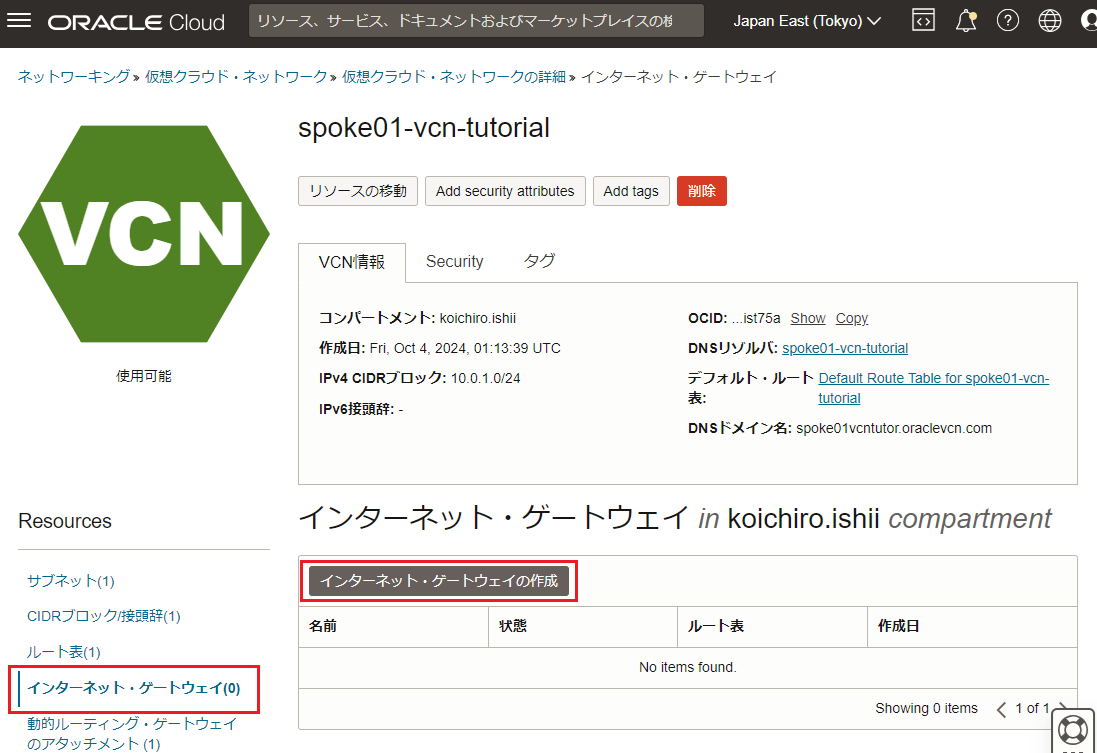 ORACLE Cloud
リソース、サービス、ドキュメントおよびマーケットプレイスの検
Japan East (Tokyo)
ネットワーキング » 仮想クラウド・ネットワーク » 仮想クラウド・ネットワークの詳細 » インターネット・ゲートウェイ
VCN
使用可能
spoke01-vcn-tutorial
リソースの移動 Add security attributes Add tags 削除
VCN情報 Security タグ
コンパートメント: koichiro.ishii
作成日: Fri, Oct 4, 2024, 01:13:39 UTC
IPv4 CIDRブロック: 10.0.1.0/24
IPv6接頭辞: -
OCID: ...ist75a Show Copy
DNSリゾルバ: spoke01-vcn-tutorial
デフォルト・ルート表: Default Route Table for spoke01-vcn-
tutorial
DNSドメイン名: spoke01vcntutor.oraclevcn.com
Resources
サブネット(1)
CIDRブロック/接頭辞(1)
ルート表(1)
インターネット・ゲートウェイ(0)
動的ルーティング・ゲートウェイ
のアタッチメント (1)
インターネット・ゲートウェイ in koichiro.ishii compartment
インターネット・ゲートウェイの作成
名前 状態 ルート表 作成日
No items found.
Showing 0 items 1 of 1